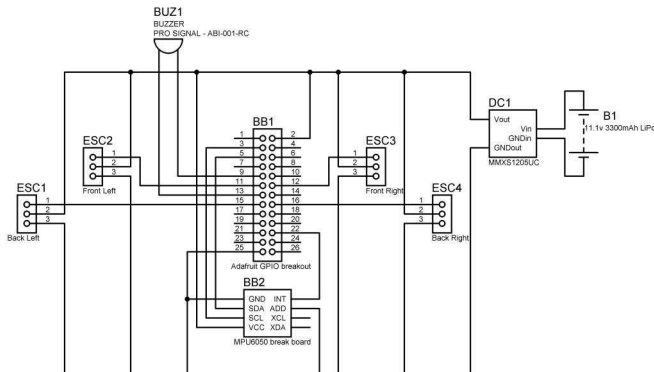 BUZ1
BUZZER
PRO SIGNAL - ABI-001-RC
DC1
Vout
Vin
GNDin
GNDout
MMXS1205UC
B1
11.1v 3300mAh LiPo
BB1
1 2
3 4
5 6
7 8
9 10
11 12
13 14
15 16
17 18
19 20
21 22
23 24
25 26
Adafruit GPIO breakout
ESC2
1
2
3
Front Left
ESC3
1
2
3
Front Right
ESC1
1
2
3
Back Left
ESC4
1
2
3
Back Right
BB2
GND INT
SDA ADD
SCL XCL
VCC XDA
MPU6050 break board